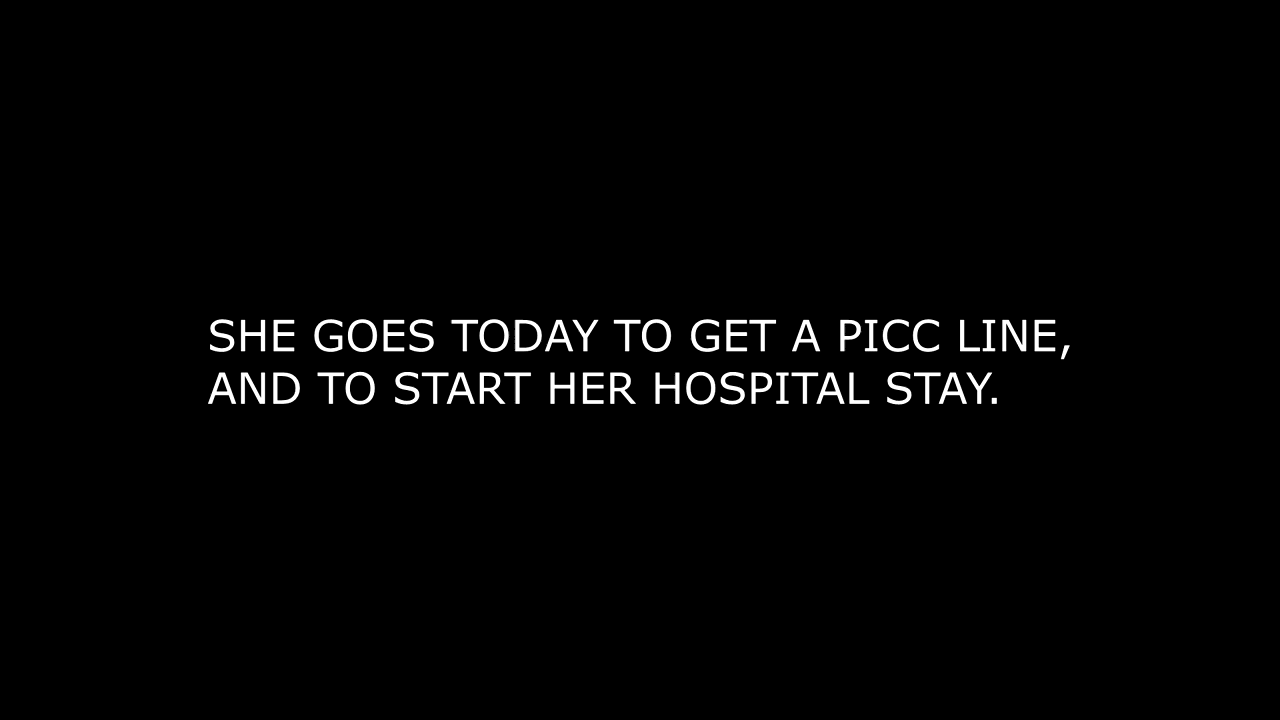 SHE GOES TODAY TO GET A PICC LINE,
AND TO START HER HOSPITAL STAY.